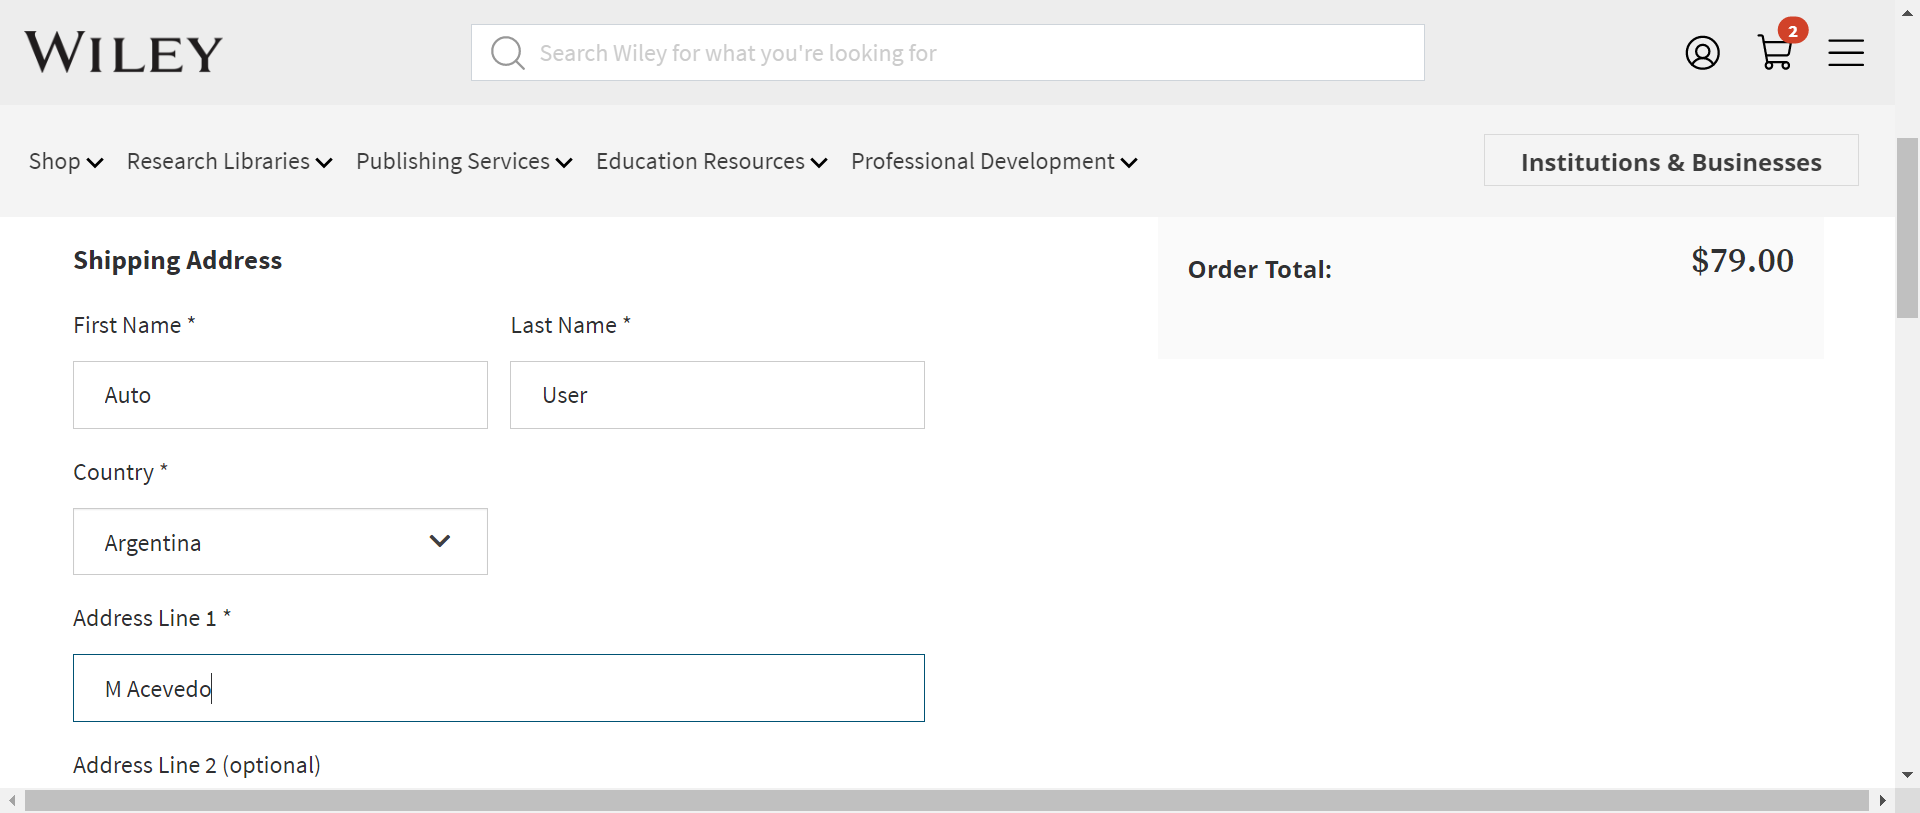 WILEY
Search Wiley for what you're looking for
2
Shop Research Libraries Publishing Services Education Resources Professional Development Institutions & Businesses
Shipping Address
Order Total: $79.00
First Name * Last Name *
Auto User
Country *
Argentina
Address Line 1 *
M Acevedo
Address Line 2 (optional)